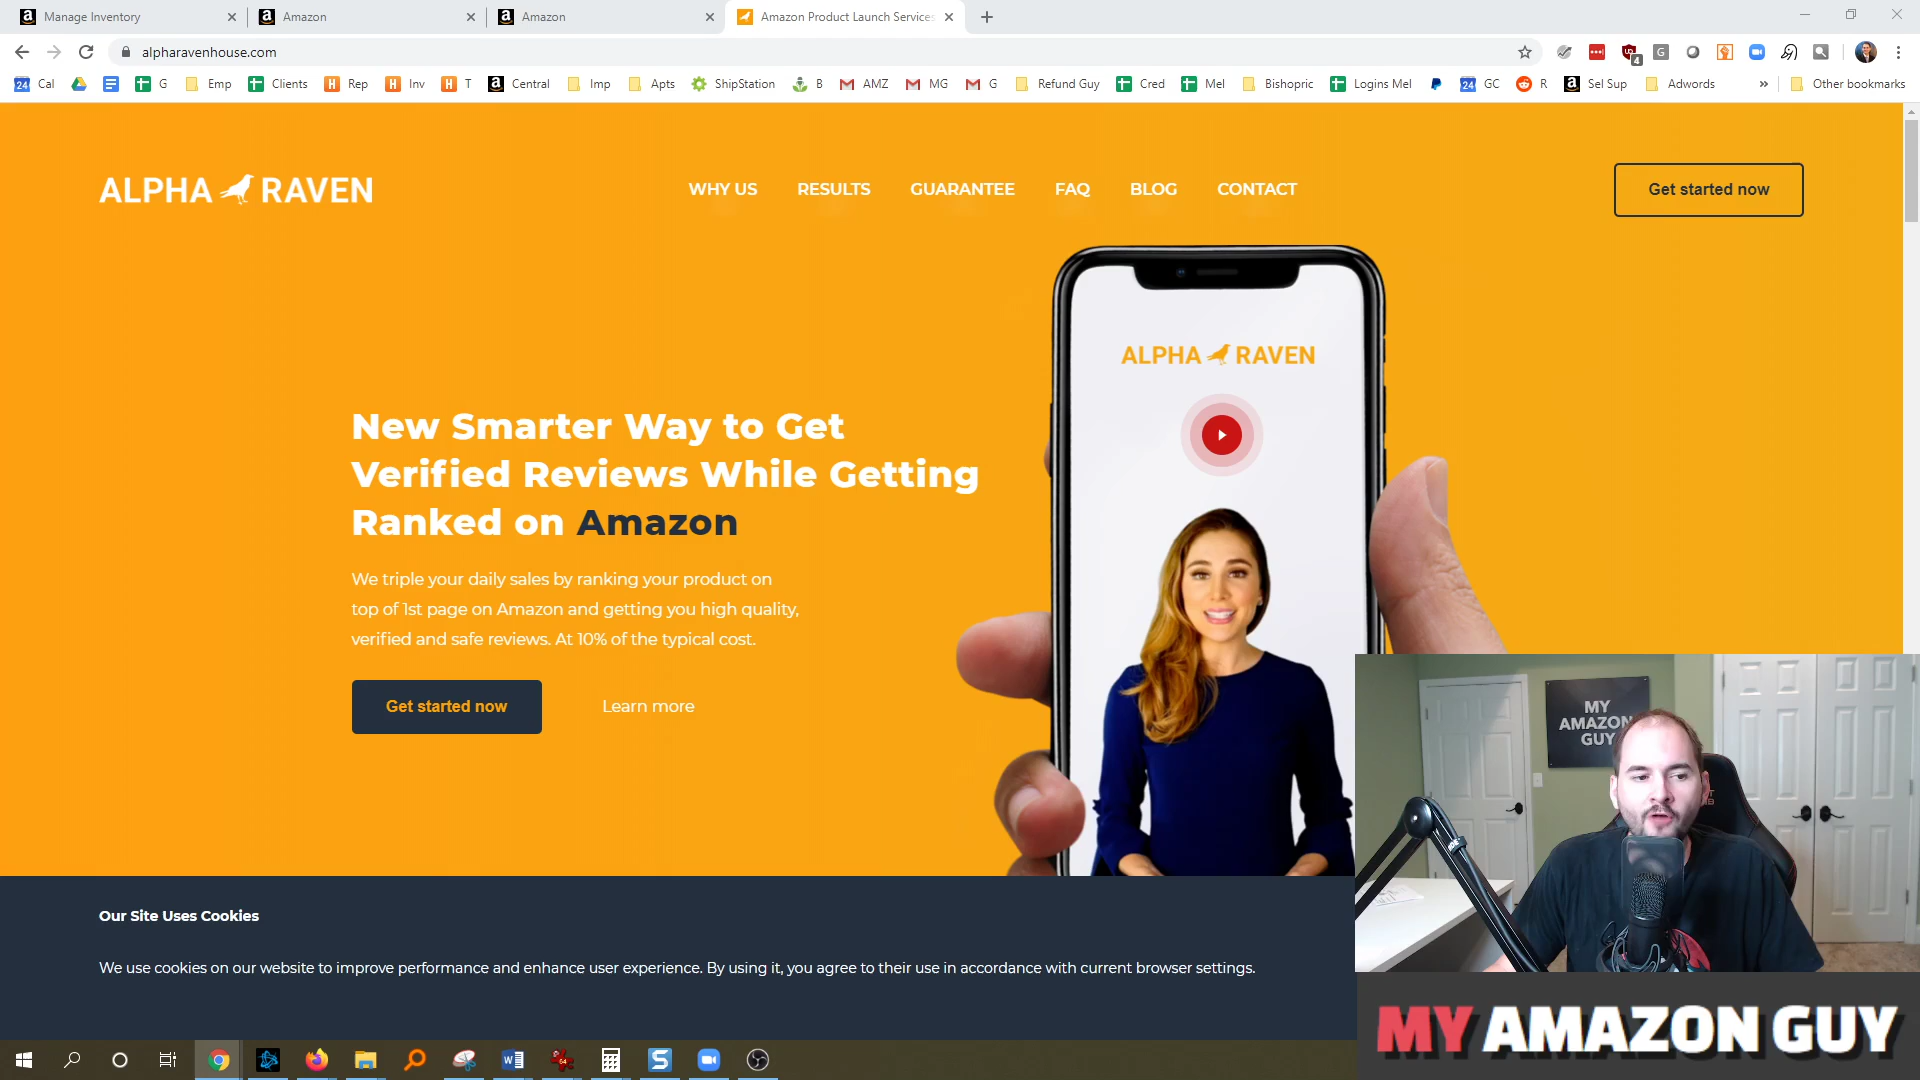 Manage Inventory
Amazon
Amazon
Amazon Product Launch Services
alpharavenhouse.com
Cal
G
Emp
Clients
Rep
Inv
T
Central
Imp
Apts
ShipStation
B
AMZ
MG
G
Refund Guy
Cred
Mel
Bishopric
Logins Mel
GC
R
Sel Sup
Adwords
»
Other bookmarks
ALPHA RAVEN
WHY US
RESULTS
GUARANTEE
FAQ
BLOG
CONTACT
Get started now
ALPHA RAVEN
New Smarter Way to Get
Verified Reviews While Getting
Ranked on Amazon
We triple your daily sales by ranking your product on
top of 1st page on Amazon and getting you high quality,
verified and safe reviews. At 10% of the typical cost.
Get started now
Learn more
MY
AMAZON
GUY
Our Site Uses Cookies
We use cookies on our website to improve performance and enhance user experience. By using it, you agree to their use in accordance with current browser settings.
MY AMAZON GUY